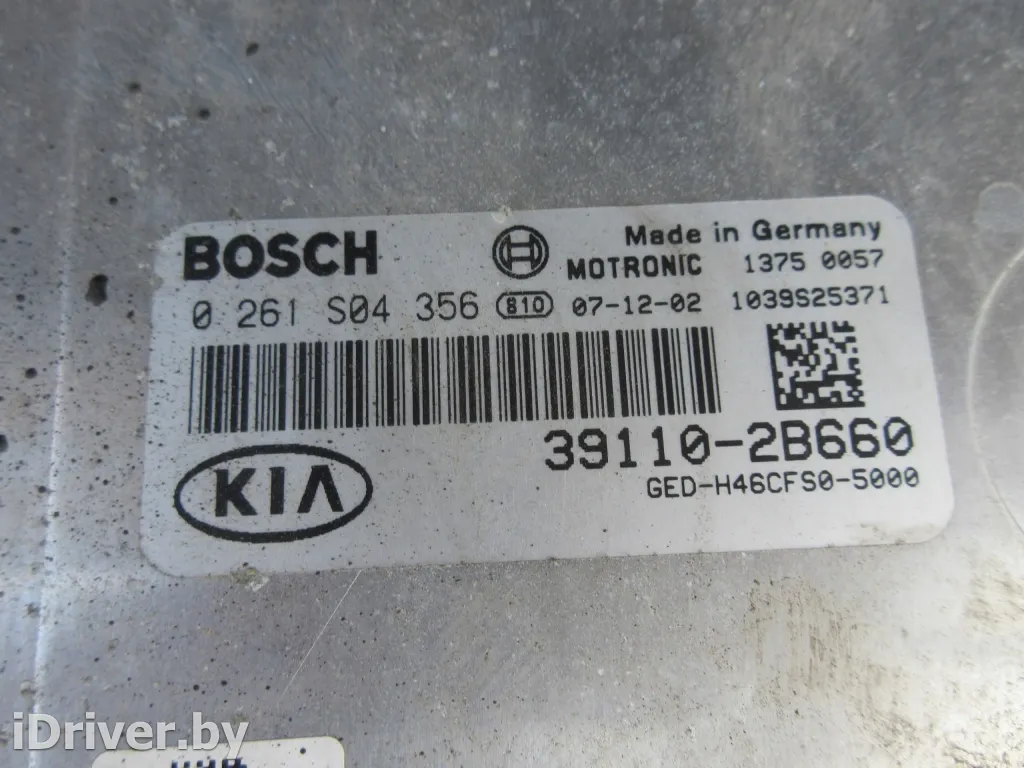 BOSCH
Made in Germany
MOTRONIC 1375 0057
0 261 S04 356 810 07-12-02 1039S25371
39110-2B660
GED-H46CFS0-5000
KIA
iDriver.by